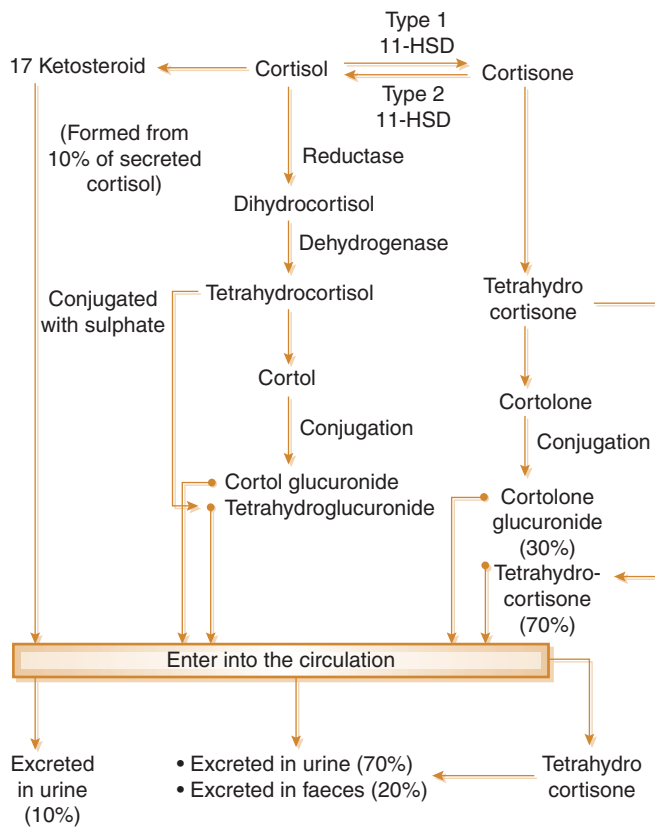 Type 1
11-HSD
17 Ketosteroid
Cortisol
Cortisone
Type 2
11-HSD
(Formed from
10% of secreted
cortisol)
Reductase
Dihydrocortisol
Dehydrogenase
Conjugated
with sulphate
Tetrahydrocortisol
Tetrahydro
cortisone
Cortol
Cortolone
Conjugation
Conjugation
Cortol glucuronide
Tetrahydroglucuronide
Cortolone
glucuronide
(30%)
Tetrahydro-
cortisone
(70%)
Enter into the circulation
Excreted
in urine
(10%)
• Excreted in urine (70%)
• Excreted in faeces (20%)
Tetrahydro
cortisone